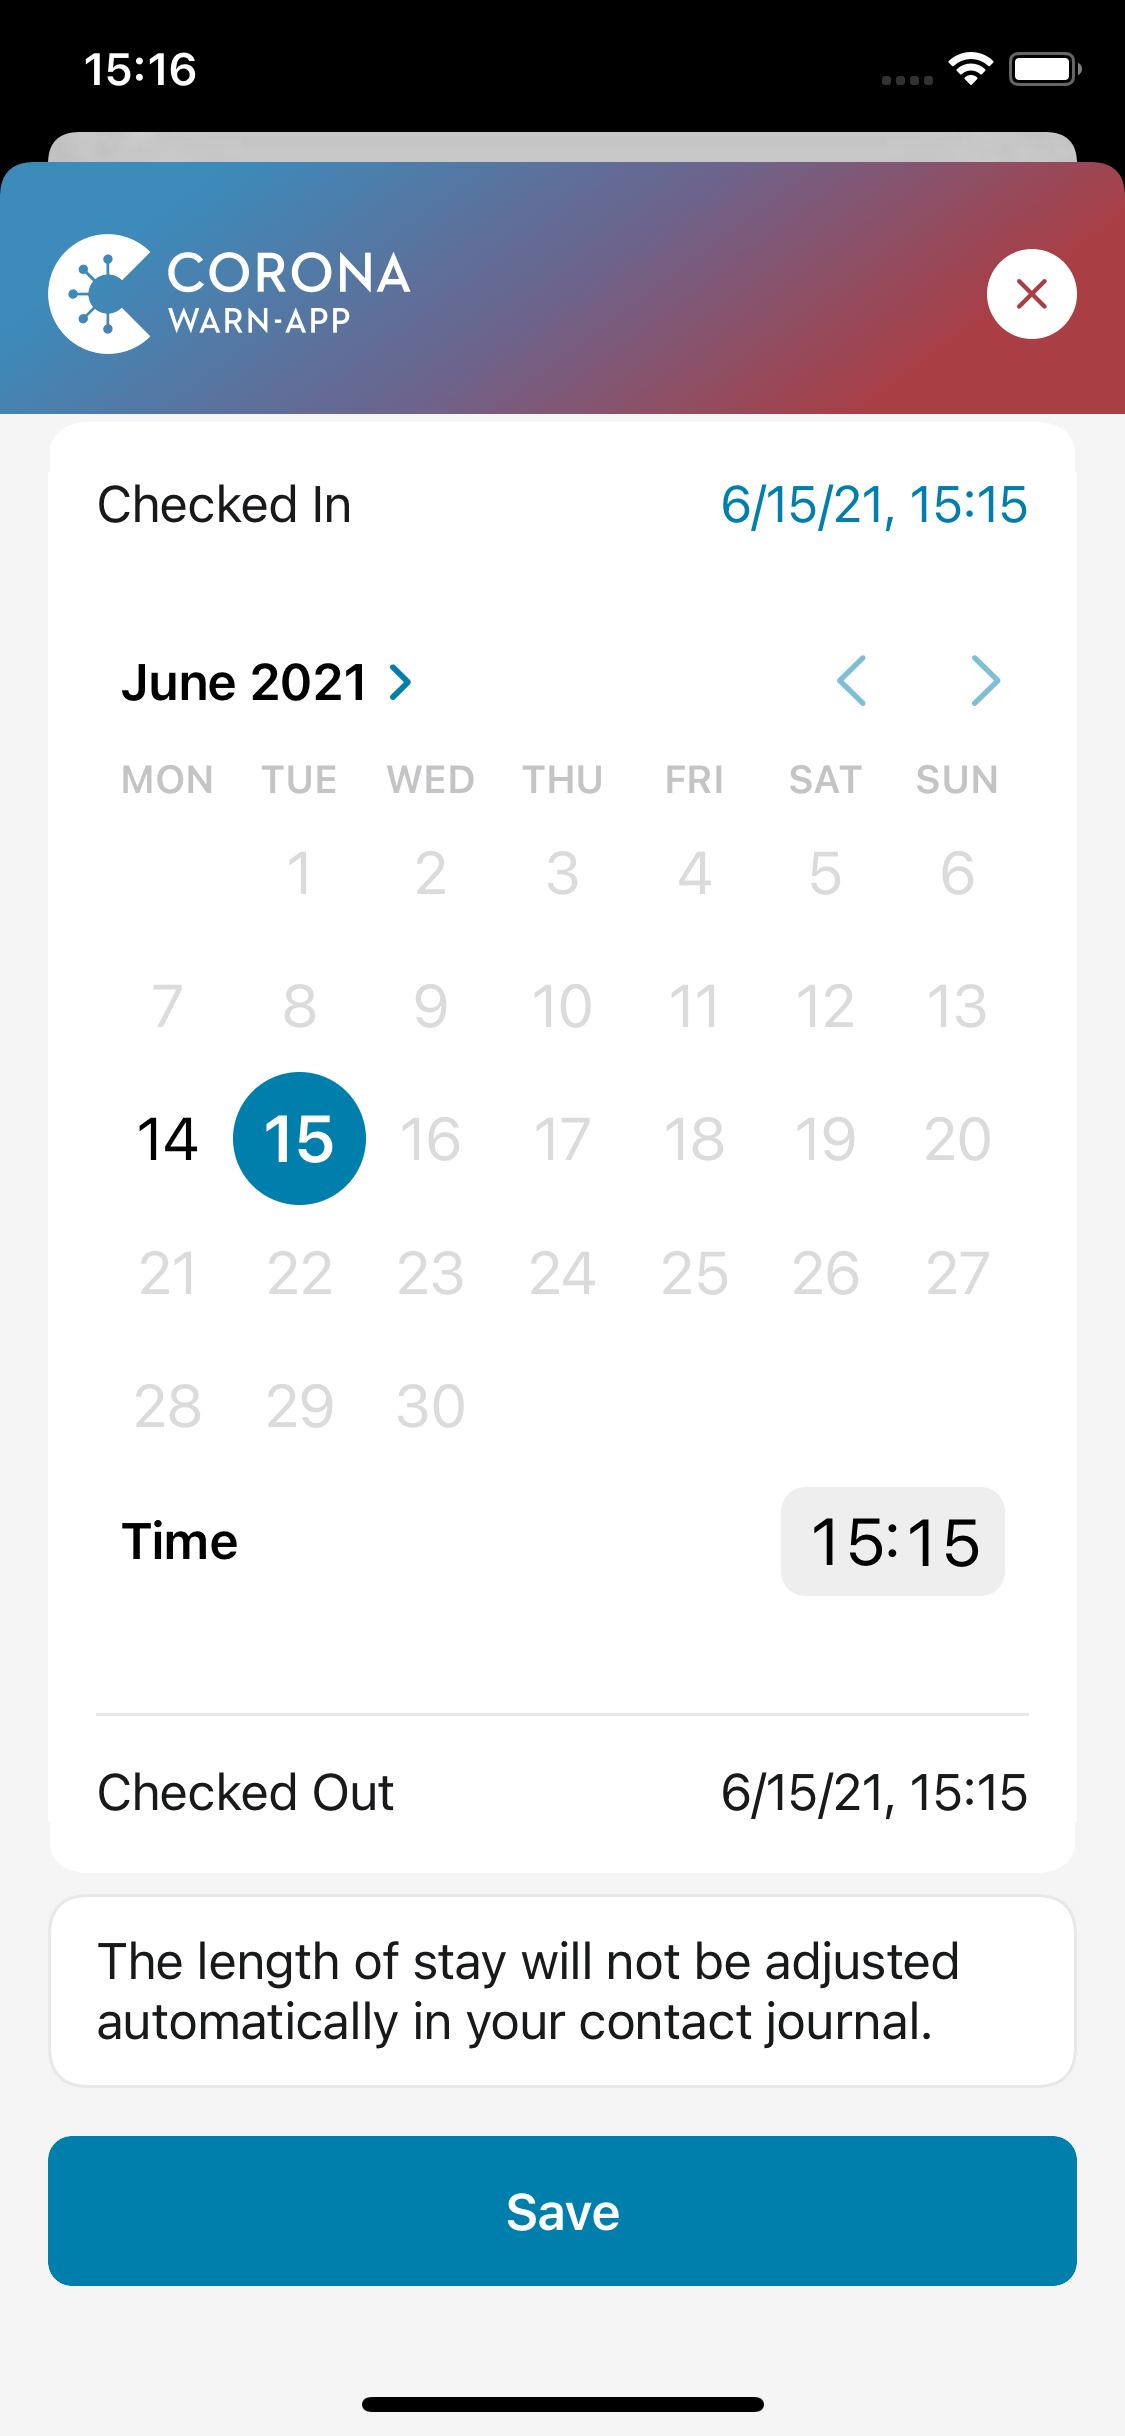 15:16
CORONA
WARN-APP
Checked In 6/15/21, 15:15
June 2021
MON TUE WED THU FRI SAT SUN
1 2 3 4 5 6
7 8 9 10 11 12 13
14 15 16 17 18 19 20
21 22 23 24 25 26 27
28 29 30
Time 15:15
Checked Out 6/15/21, 15:15
The length of stay will not be adjusted
automatically in your contact journal.
Save